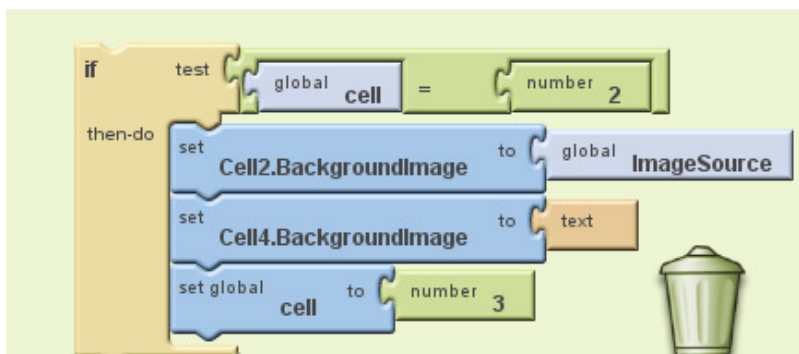 if test global cell = number 2
then-do set Cell2.BackgroundImage to global ImageSource
set Cell4.BackgroundImage to text
set global cell to number 3